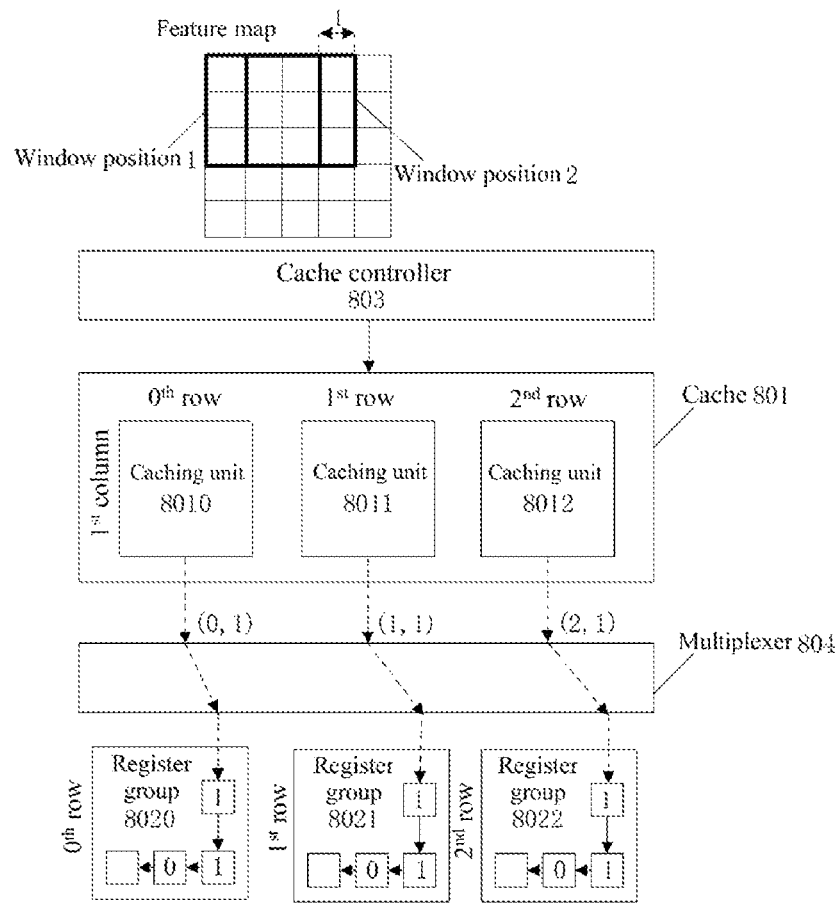 Feature map
1
Window position 1
Window position 2
Cache controller
803
0th row
1st row
2nd row
Cache 801
1st column
Caching unit
8010
Caching unit
8011
Caching unit
8012
(0, 1)
(1, 1)
(2, 1)
Multiplexer 804
0th row
Register
group
8020
1
0
1
1st row
Register
group
8021
1
0
1
2nd row
Register
group
8022
1
0
1